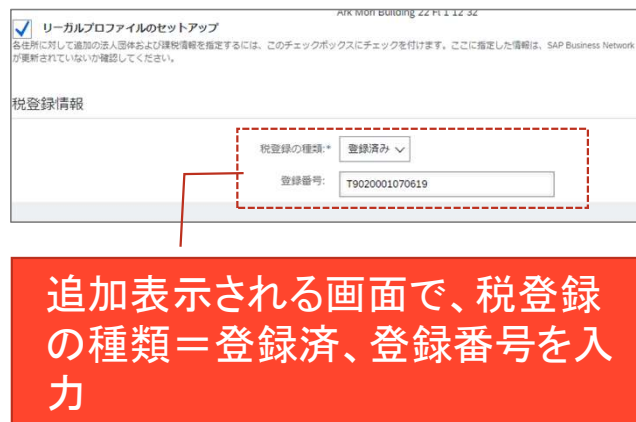 Ark Mori Building 22 Fl 1 12 32
リーガルプロファイルのセットアップ
各住所に対して追加の法人団体および課税情報を指定するには、このチェックボックスにチェックを付けます。ここに指定した情報は、SAP Business Network
が更新されていないか確認してください。
税登録情報
税登録の種類:* 登録済み
登録番号: T9020001070619
追加表示される画面で、税登録
の種類＝登録済、登録番号を入
力